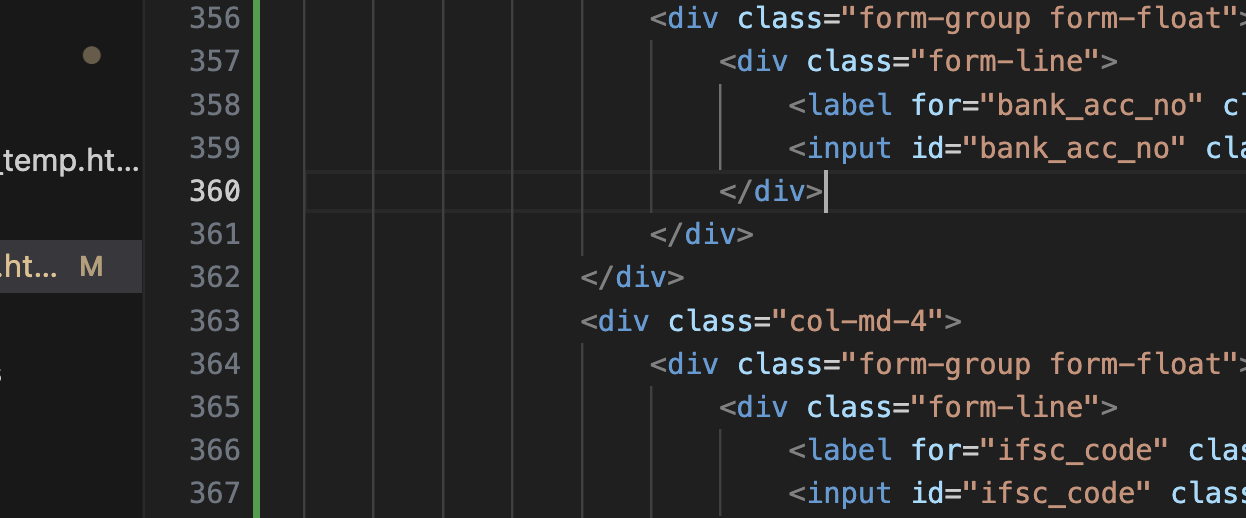 356 <div class="form-group form-float">
357 <div class="form-line">
_temp.ht...
358 <label for="bank_acc_no" cl
359 <input id="bank_acc_no" cla
360 </div>
361 </div>
.ht... M
362 </div>
363 <div class="col-md-4">
364 <div class="form-group form-float">
365 <div class="form-line">
366 <label for="ifsc_code" clas
367 <input id="ifsc_code" class